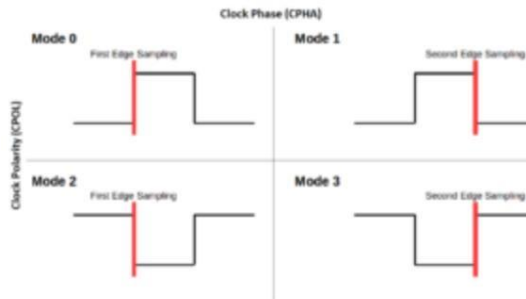 Clock Phase (CPHA)
Mode 0
First Edge Sampling
Mode 1
Second Edge Sampling
Clock Polarity (CPOL)
Mode 2
First Edge Sampling
Mode 3
Second Edge Sampling